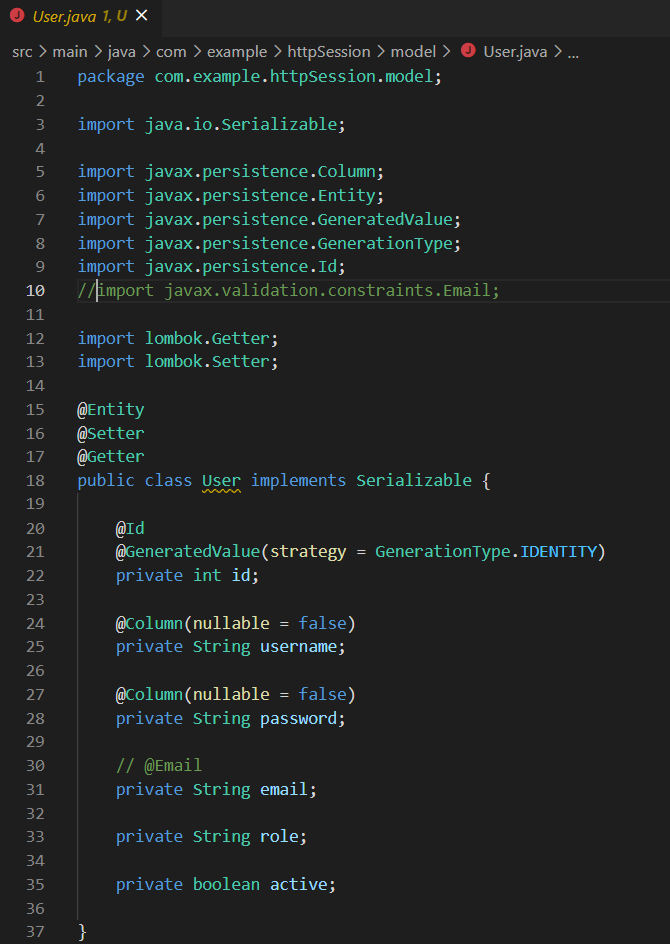 J User.java 1, U ×
src > main > java > com > example > httpSession > model > J User.java > ...
1 package com.example.httpSession.model;
2
3 import java.io.Serializable;
4
5 import javax.persistence.Column;
6 import javax.persistence.Entity;
7 import javax.persistence.GeneratedValue;
8 import javax.persistence.GenerationType;
9 import javax.persistence.Id;
10 //import javax.validation.constraints.Email;
11
12 import lombok.Getter;
13 import lombok.Setter;
14
15 @Entity
16 @Setter
17 @Getter
18 public class User implements Serializable {
19
20     @Id
21     @GeneratedValue(strategy = GenerationType.IDENTITY)
22     private int id;
23
24     @Column(nullable = false)
25     private String username;
26
27     @Column(nullable = false)
28     private String password;
29
30     // @Email
31     private String email;
32
33     private String role;
34
35     private boolean active;
36
37 }